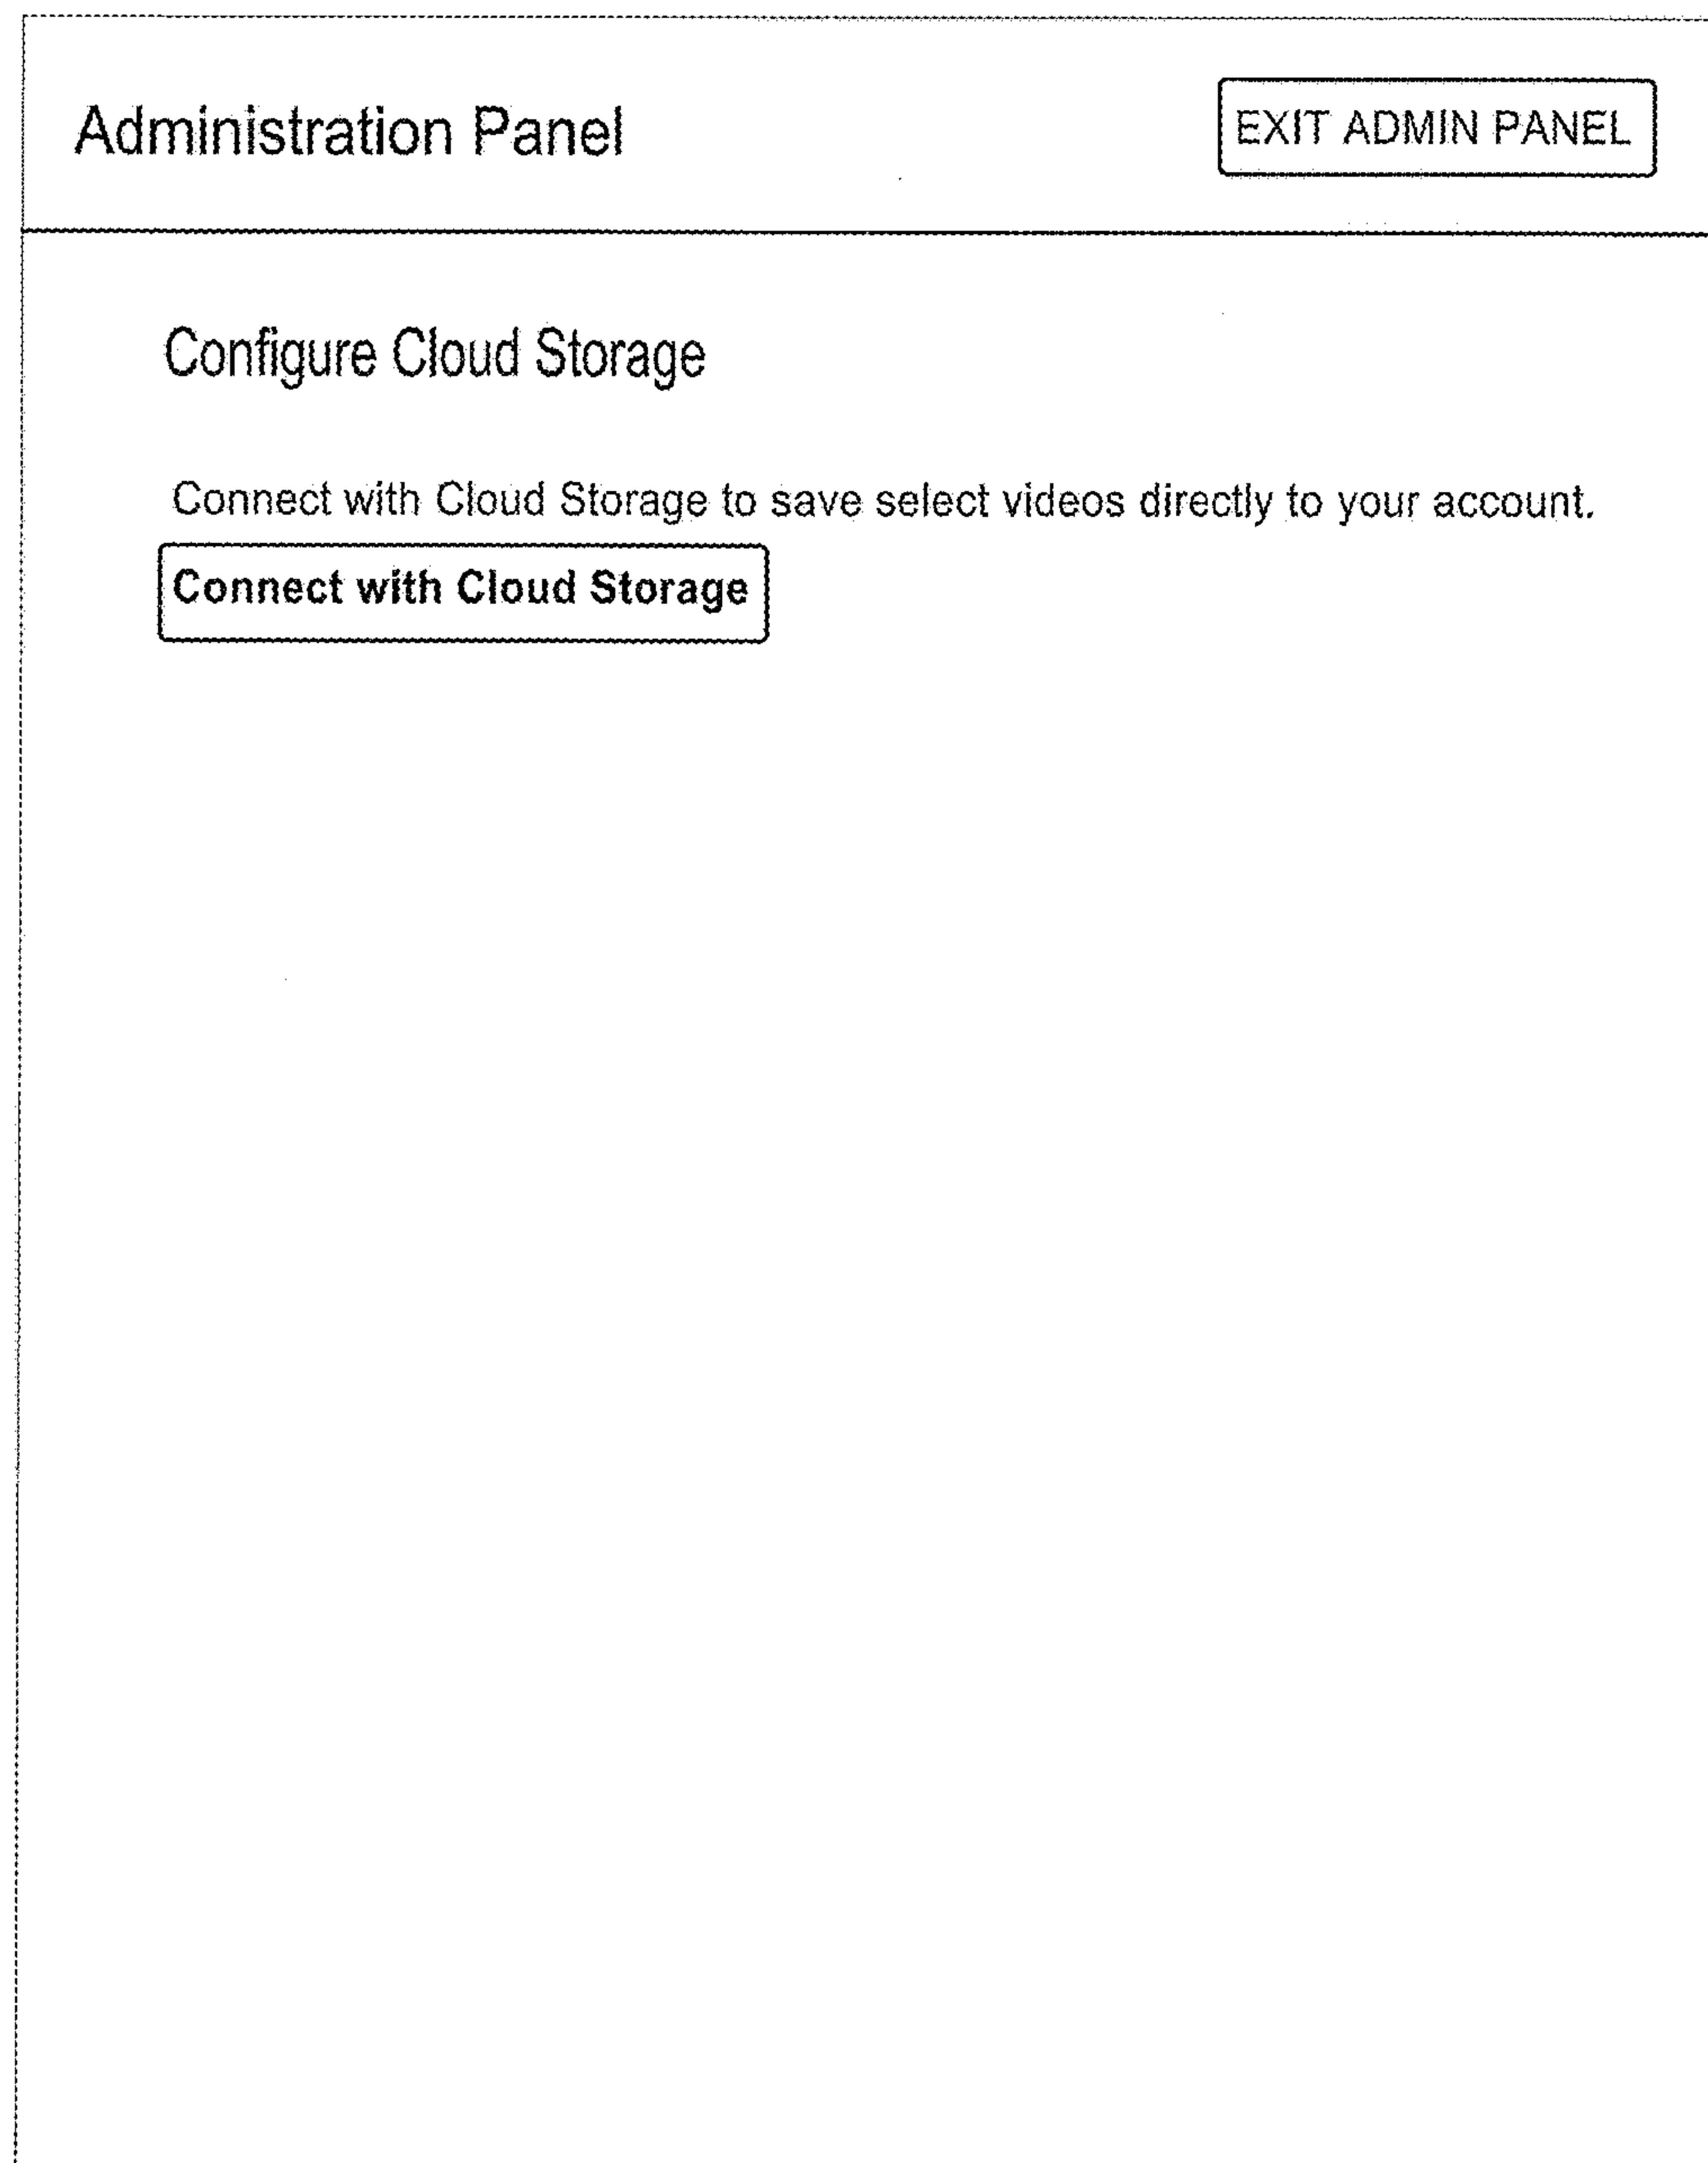 Administration Panel
EXIT ADMIN PANEL
Configure Cloud Storage
Connect with Cloud Storage to save select videos directly to your account.
Connect with Cloud Storage